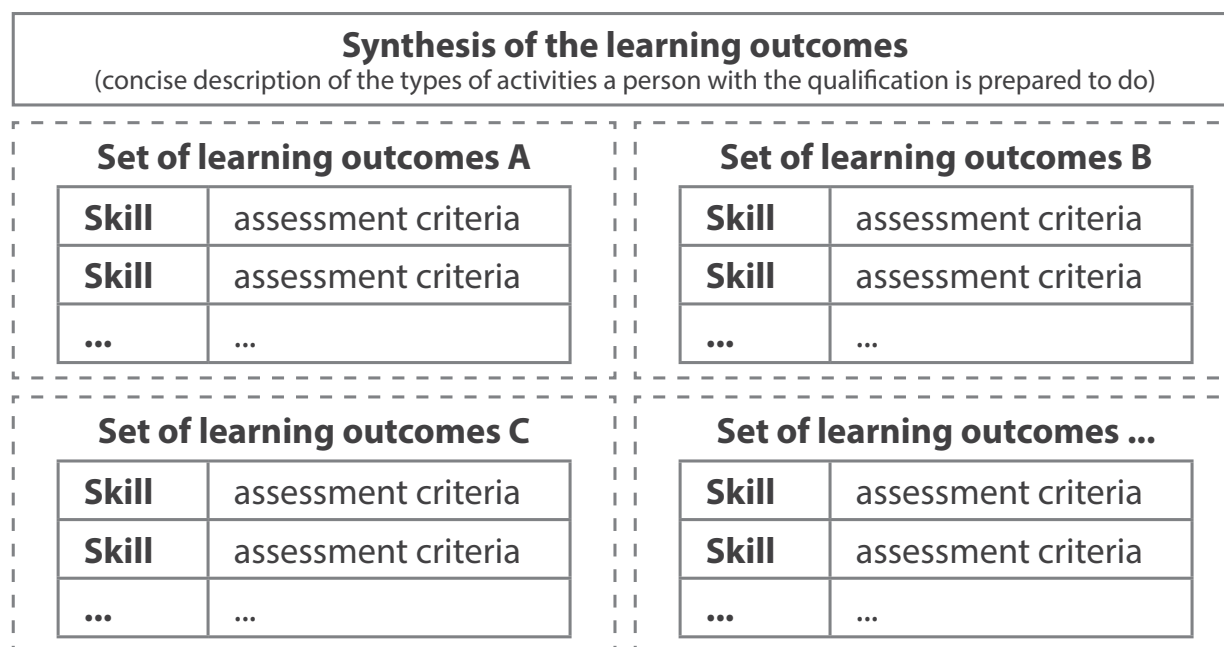 Synthesis of the learning outcomes
(concise description of the types of activities a person with the qualification is prepared to do)
Set of learning outcomes A
Skill assessment criteria
Skill assessment criteria
... ...
Set of learning outcomes B
Skill assessment criteria
Skill assessment criteria
... ...
Set of learning outcomes C
Skill assessment criteria
Skill assessment criteria
... ...
Set of learning outcomes ...
Skill assessment criteria
Skill assessment criteria
... ...